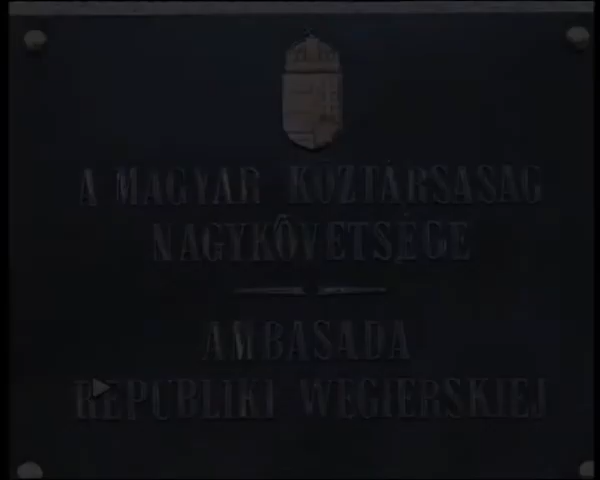 A MAGYAR KÖZTÁRSASÁG
NAGYKÖVETSÉGE
AMBASADA
REPUBLIKI WĘGIERSKIEJ